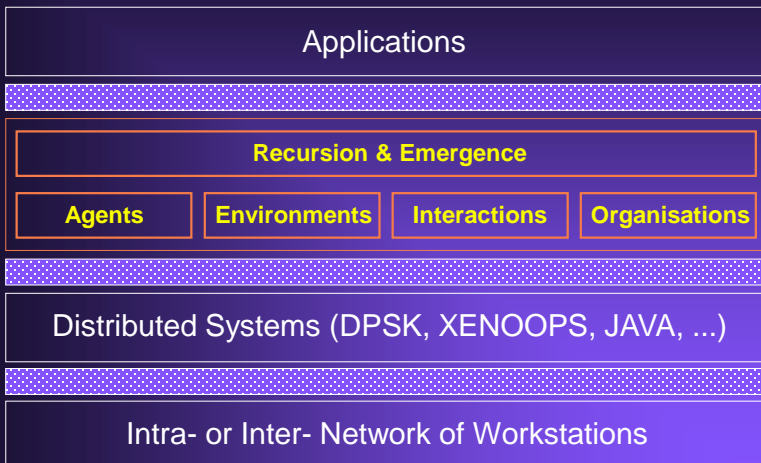 Applications
Recursion & Emergence
Agents Environments Interactions Organisations
Distributed Systems (DPSK, XENOOPS, JAVA, ...)
Intra- or Inter- Network of Workstations